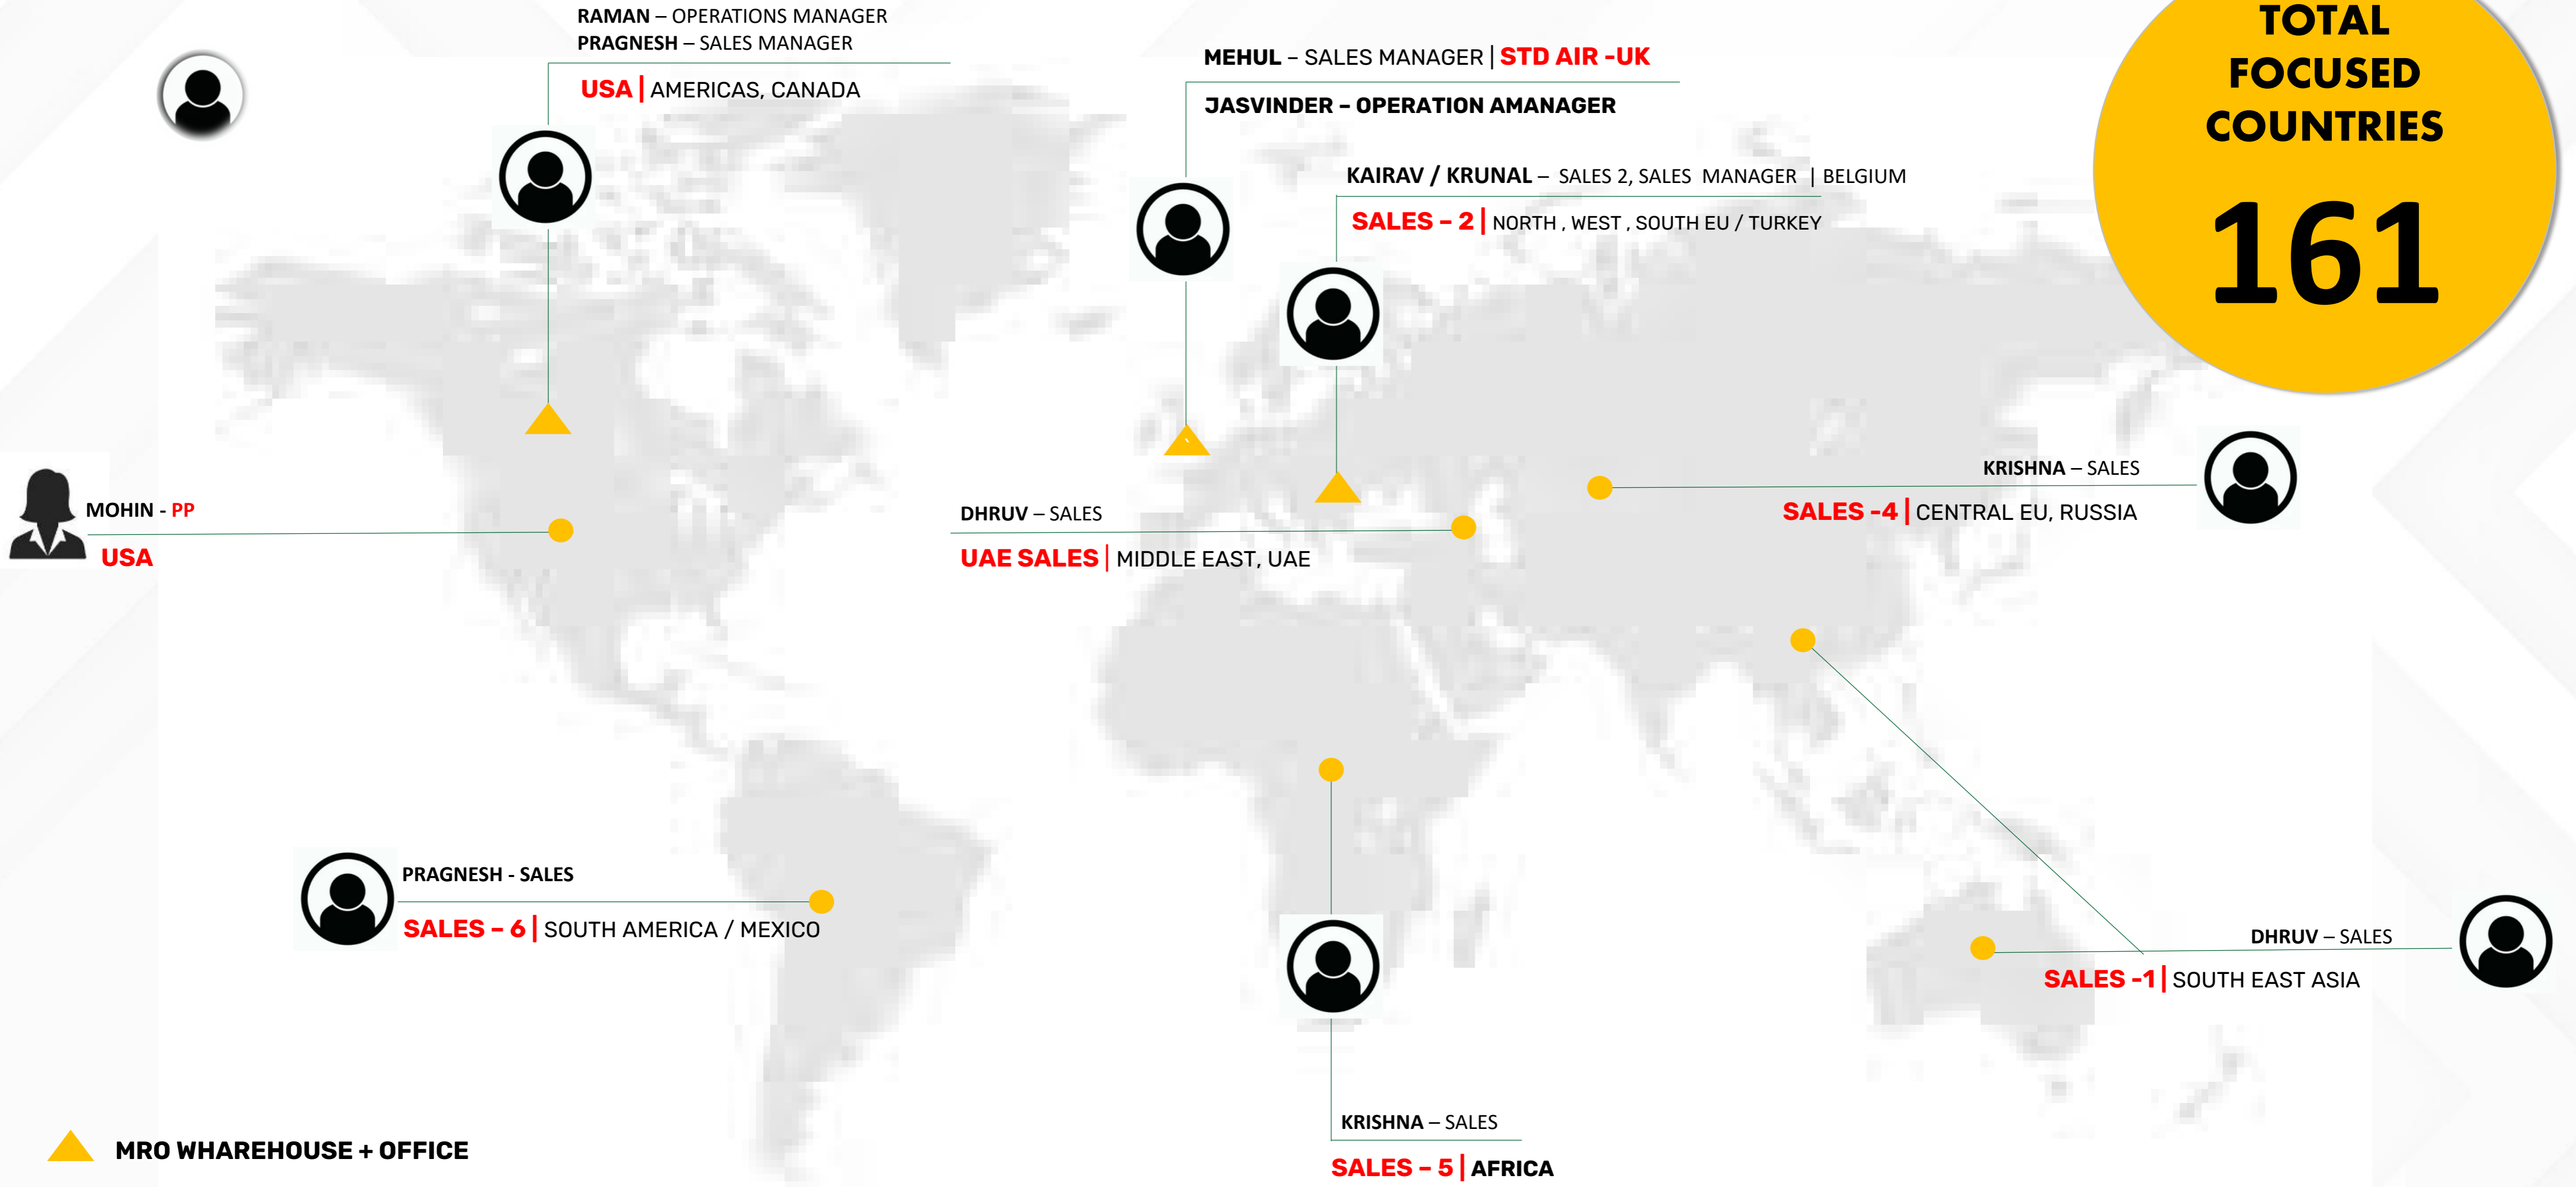 RAMAN – OPERATIONS MANAGER
PRAGNESH – SALES MANAGER
USA | AMERICAS, CANADA
MEHUL – SALES MANAGER | STD AIR -UK
JASVINDER – OPERATION AMANAGER
KAIRAV / KRUNAL – SALES 2, SALES MANAGER | BELGIUM
SALES – 2 | NORTH , WEST , SOUTH EU / TURKEY
TOTAL
FOCUSED
COUNTRIES
161
MOHIN - PP
USA
DHRUV – SALES
UAE SALES | MIDDLE EAST, UAE
KRISHNA – SALES
SALES -4 | CENTRAL EU, RUSSIA
PRAGNESH - SALES
SALES – 6 | SOUTH AMERICA / MEXICO
DHRUV – SALES
SALES -1 | SOUTH EAST ASIA
KRISHNA – SALES
SALES – 5 | AFRICA
MRO WHAREHOUSE + OFFICE